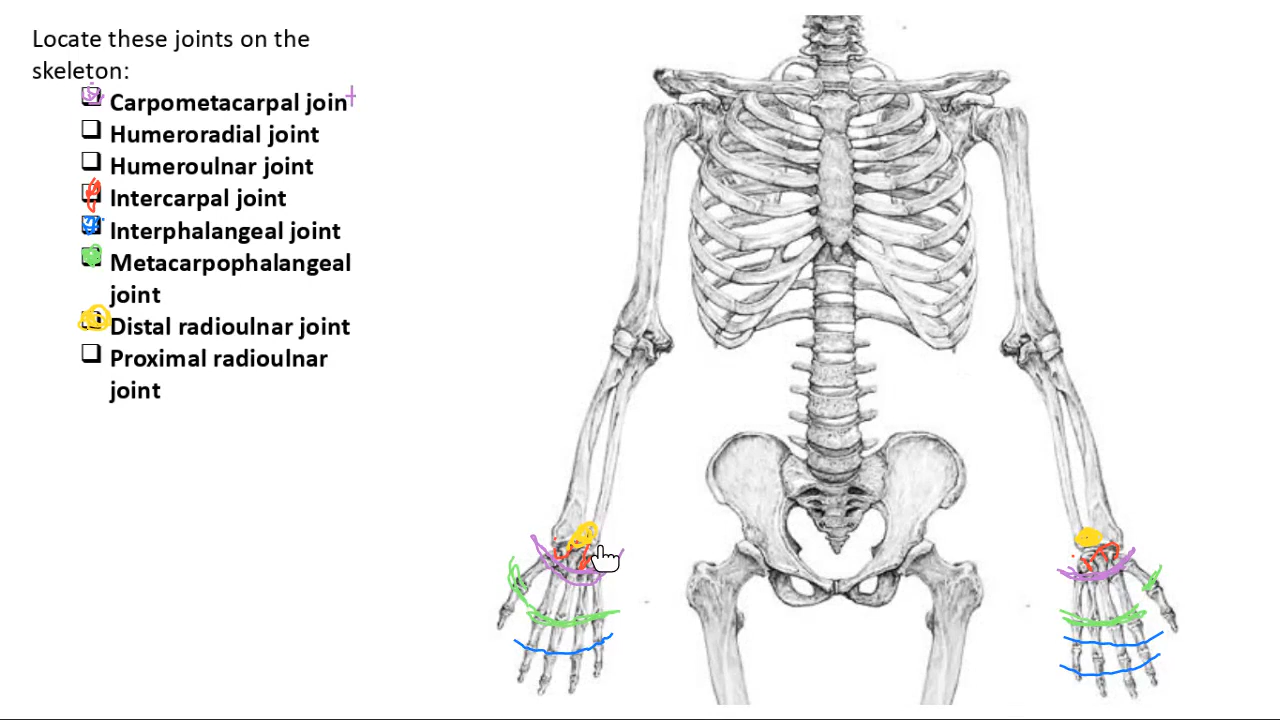 Locate these joints on the
skeleton:
Carpometacarpal joint
Humeroradial joint
Humeroulnar joint
Intercarpal joint
Interphalangeal joint
Metacarpophalangeal
joint
Distal radioulnar joint
Proximal radioulnar
joint